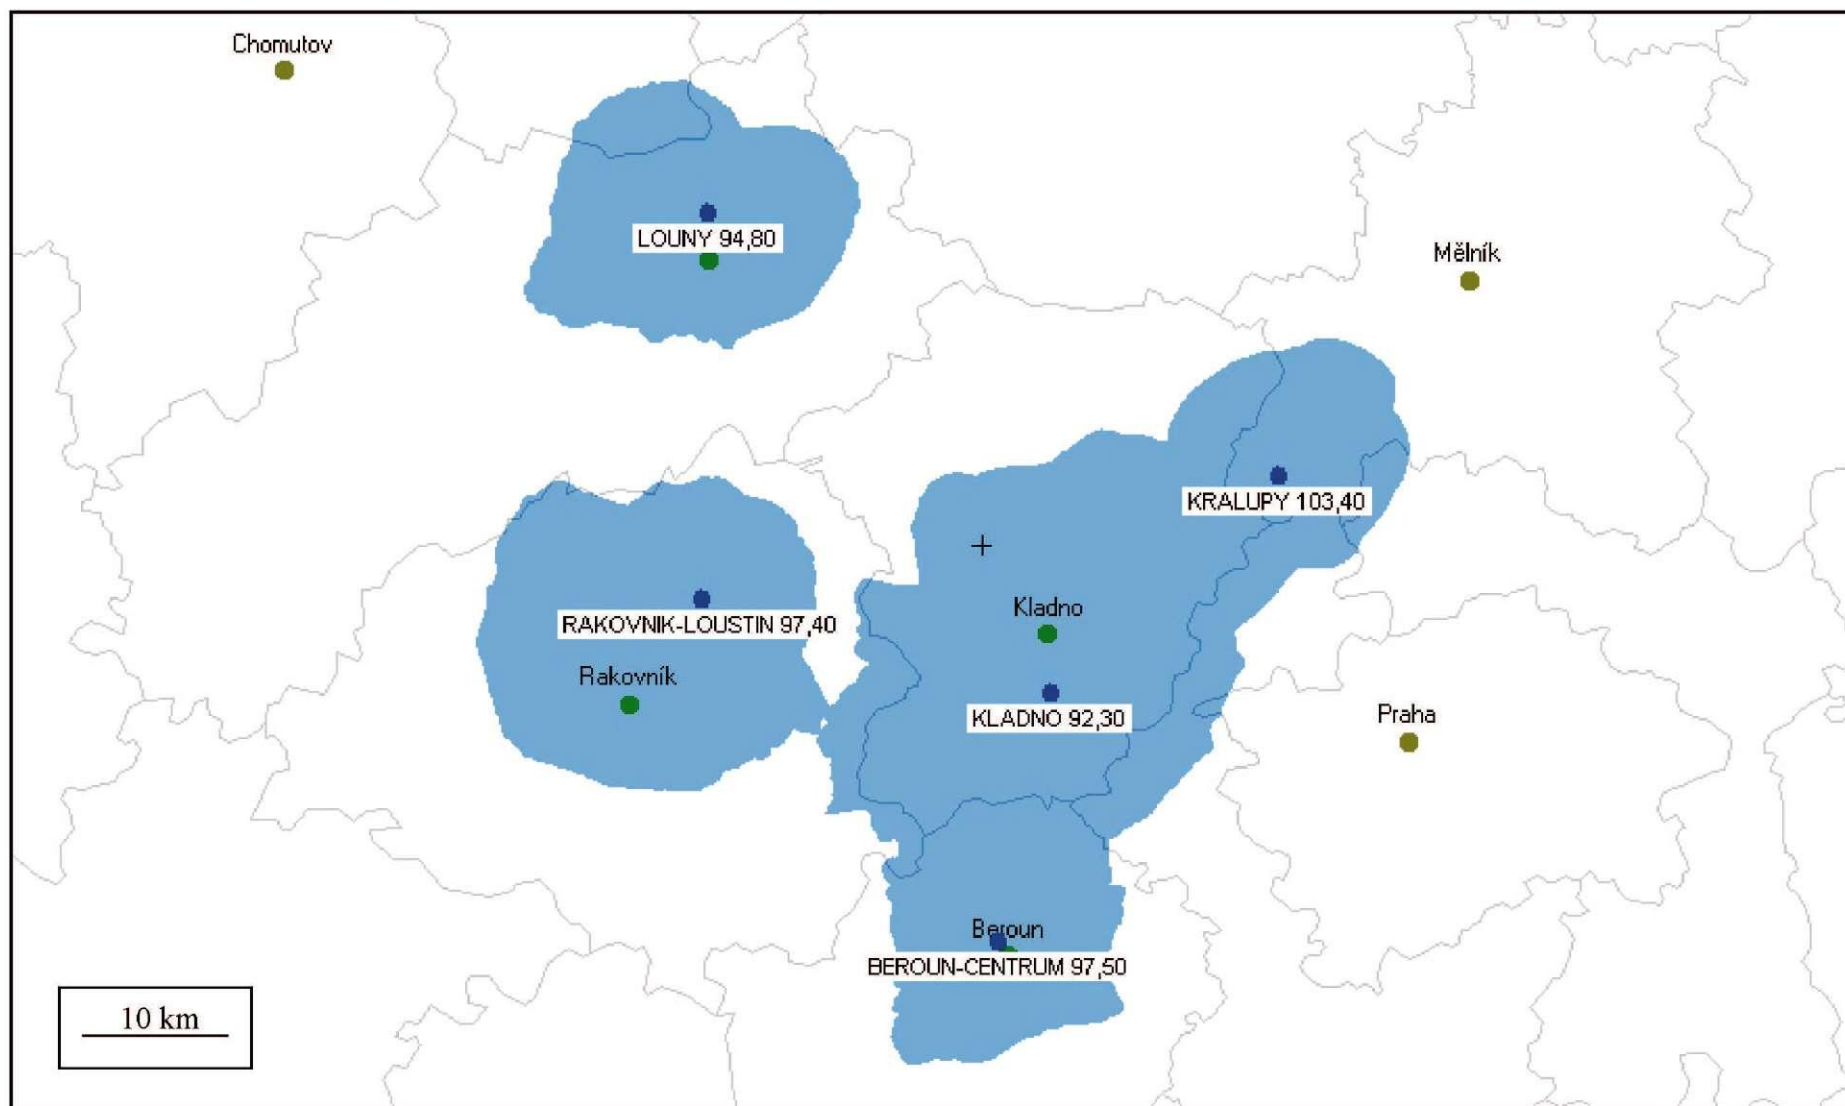 Chomutov
LOUNY 94,80
Mělník
KRALUPY 103,40
Kladno
RAKOVNIK-LOUSTIN 97,40
Rakovník
KLADNO 92,30
Praha
Beroun
BEROUN-CENTRUM 97,50
10 km